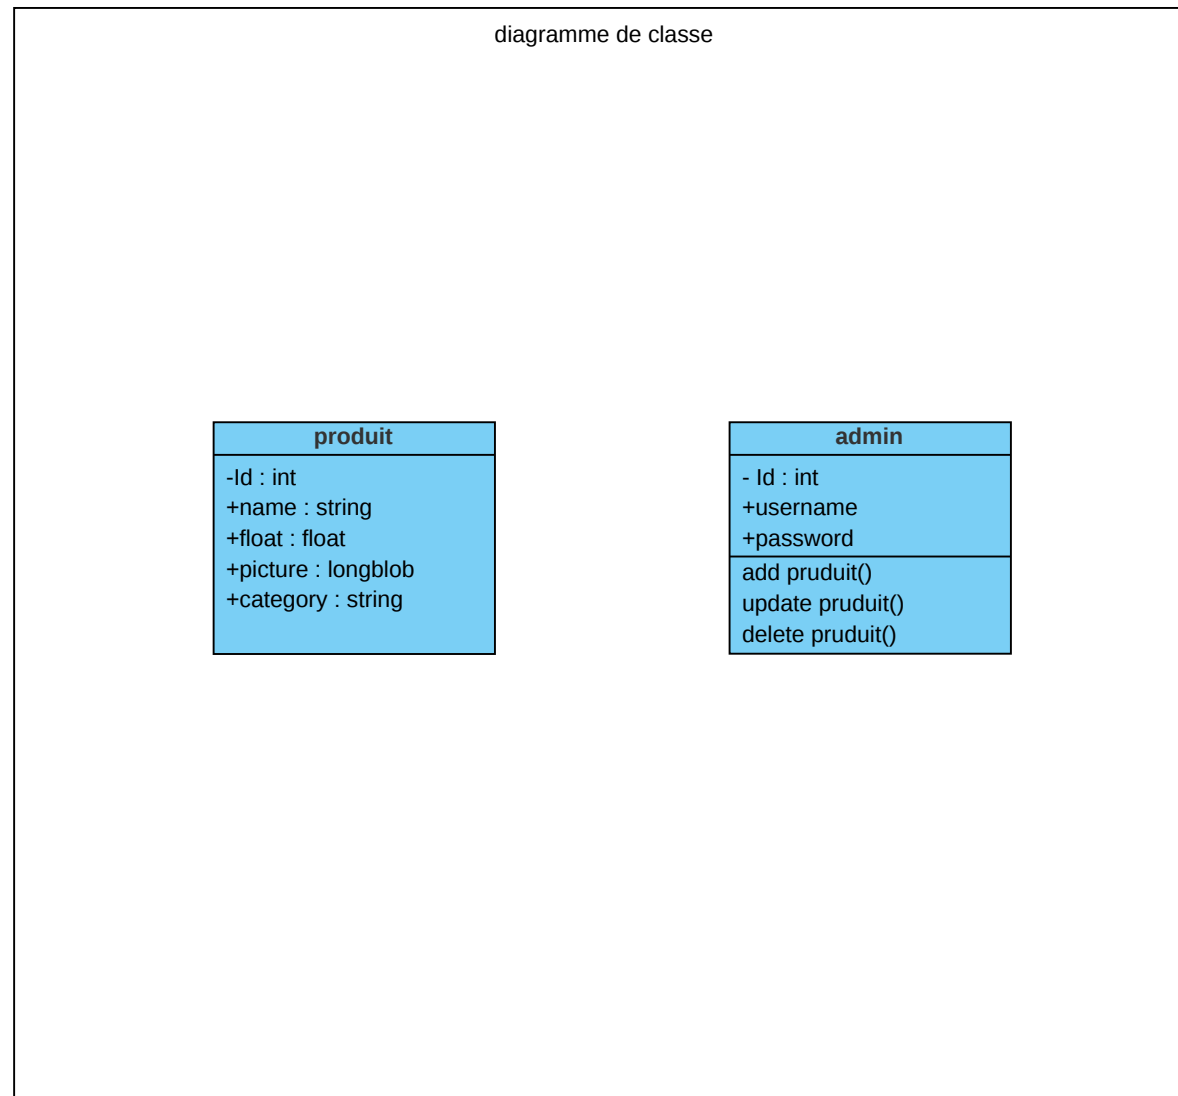 diagramme de classe
produit
-Id : int
+name : string
+float : float
+picture : longblob
+category : string
admin
- Id : int
+username
+password
add pruduit()
update pruduit()
delete pruduit()